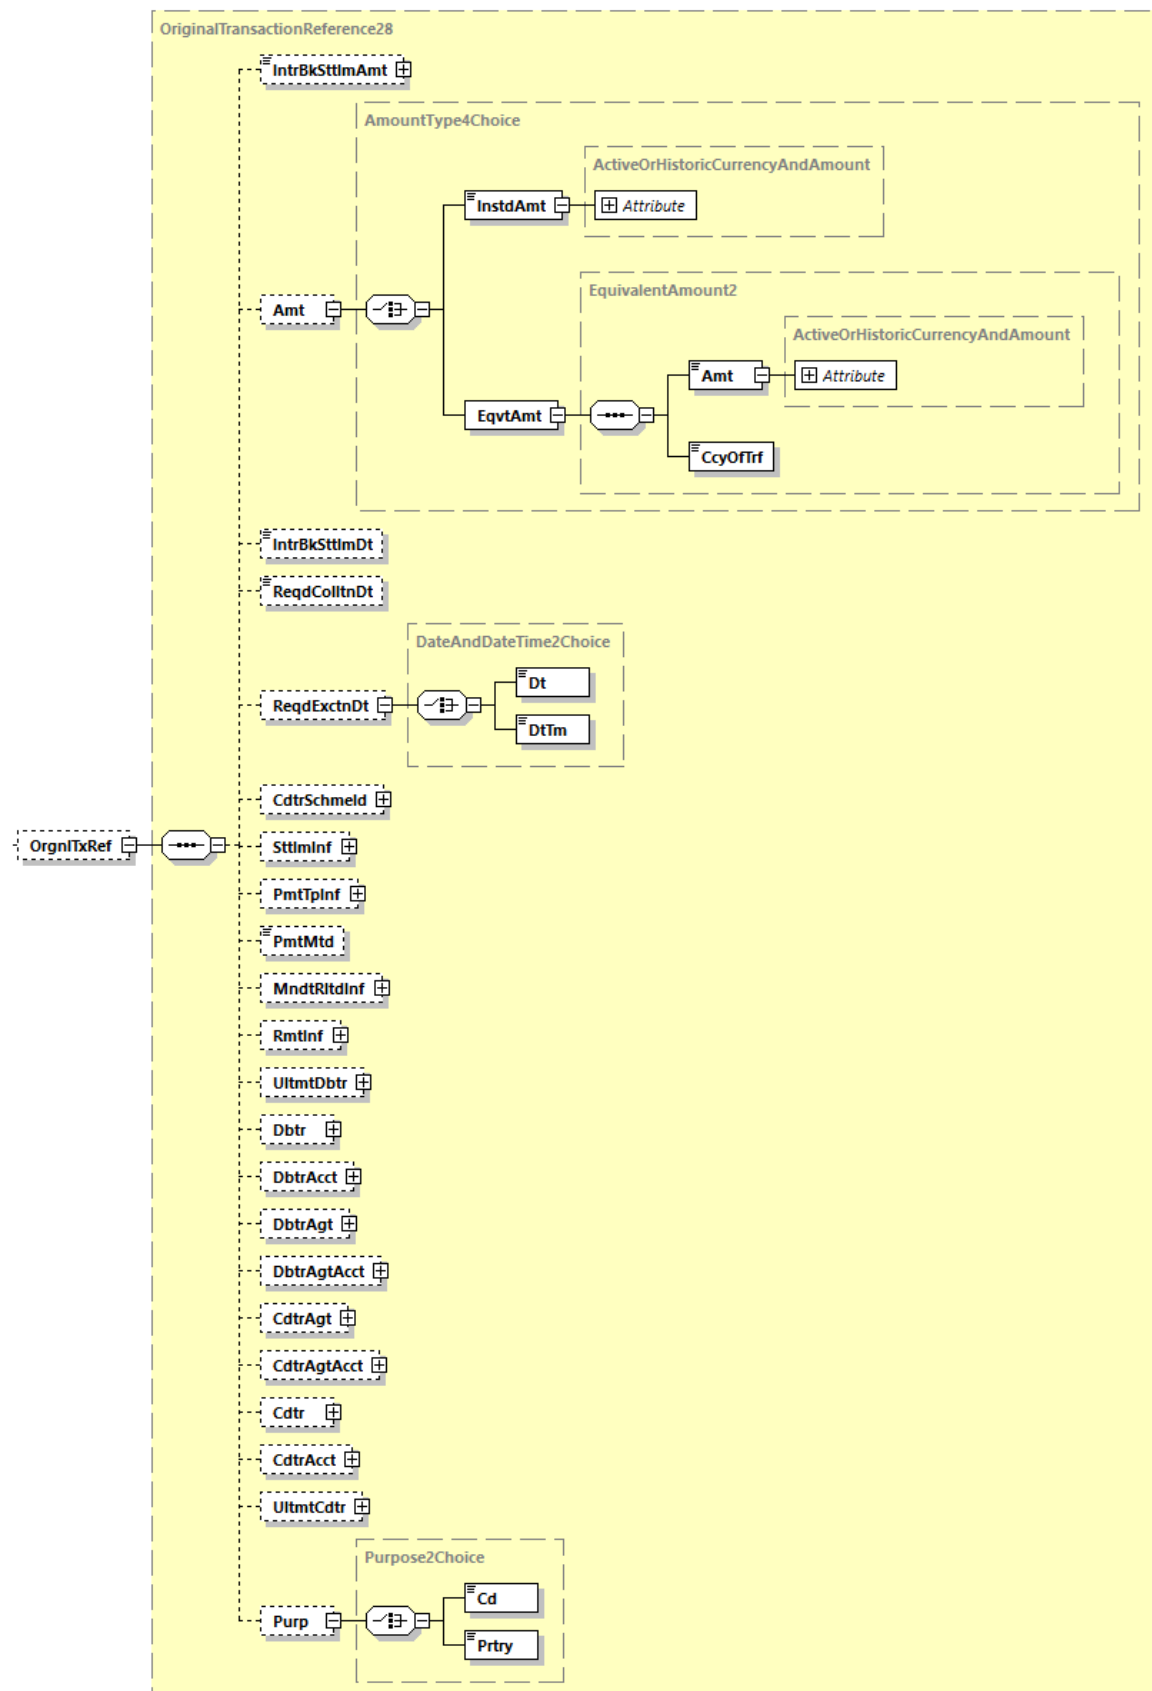 OriginalTransactionReference28
IntrBkSttlmAmt
AmountType4Choice
ActiveOrHistoricCurrencyAndAmount
InstdAmt
Attribute
EquivalentAmount2
Amt
ActiveOrHistoricCurrencyAndAmount
Amt
Attribute
EqvtAmt
CcyOfTrf
IntrBkSttlmDt
ReqdColltnDt
DateAndDateTime2Choice
Dt
ReqdExctnDt
DtTm
CdtrSchmeId
OrgnlTxRef
SttlmInf
PmtTpInf
PmtMtd
MndtRltdInf
RmtInf
UltmtDbtr
Dbtr
DbtrAcct
DbtrAgt
DbtrAgtAcct
CdtrAgt
CdtrAgtAcct
Cdtr
CdtrAcct
UltmtCdtr
Purpose2Choice
Cd
Purp
Prtry